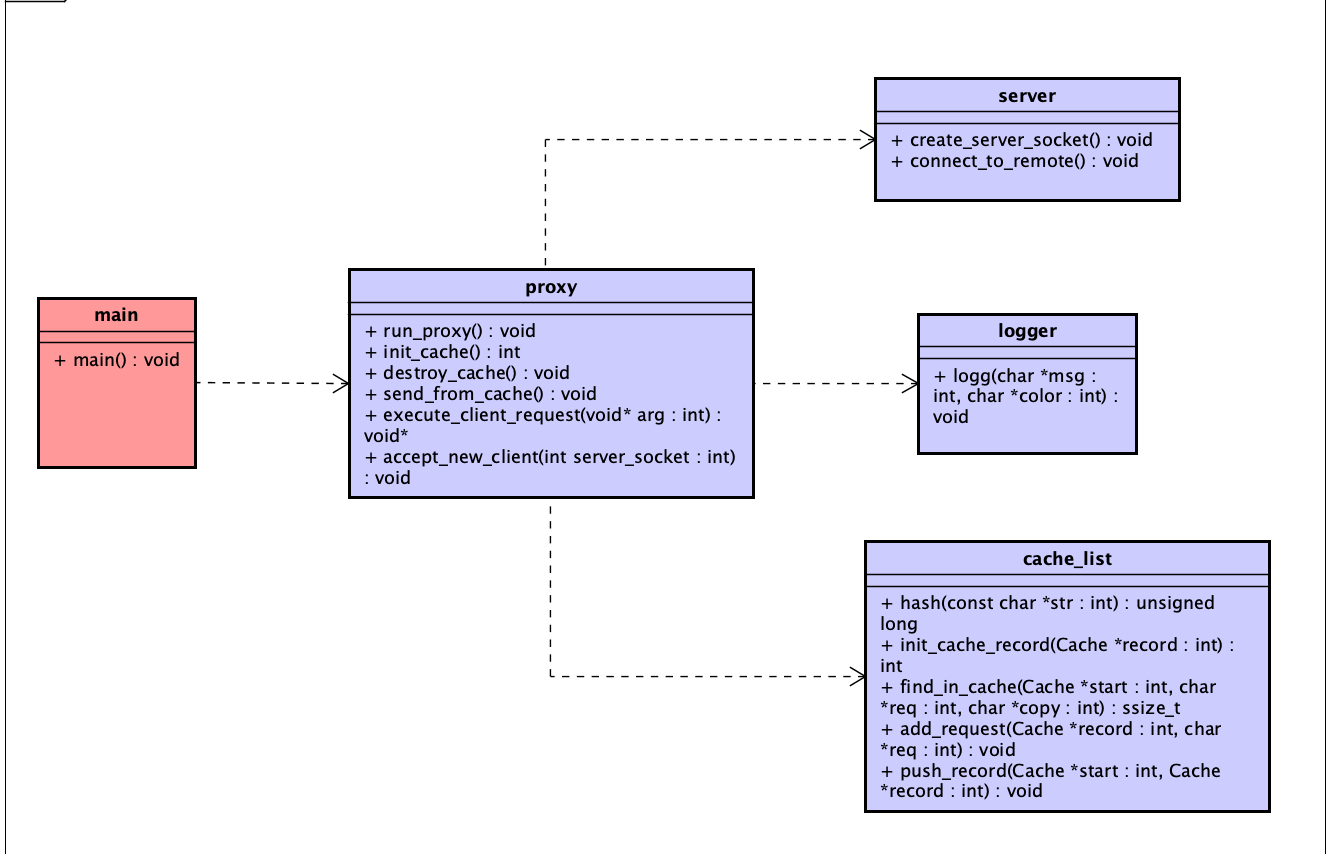 server
+ create_server_socket() : void
+ connect_to_remote() : void
proxy
+ run_proxy() : void
+ init_cache() : int
+ destroy_cache() : void
+ send_from_cache() : void
+ execute_client_request(void* arg : int) :
void*
+ accept_new_client(int server_socket : int)
: void
main
+ main() : void
logger
+ logg(char *msg :
int, char *color : int) :
void
cache_list
+ hash(const char *str : int) : unsigned
long
+ init_cache_record(Cache *record : int) :
int
+ find_in_cache(Cache *start : int, char
*req : int, char *copy : int) : ssize_t
+ add_request(Cache *record : int, char
*req : int) : void
+ push_record(Cache *start : int, Cache
*record : int) : void